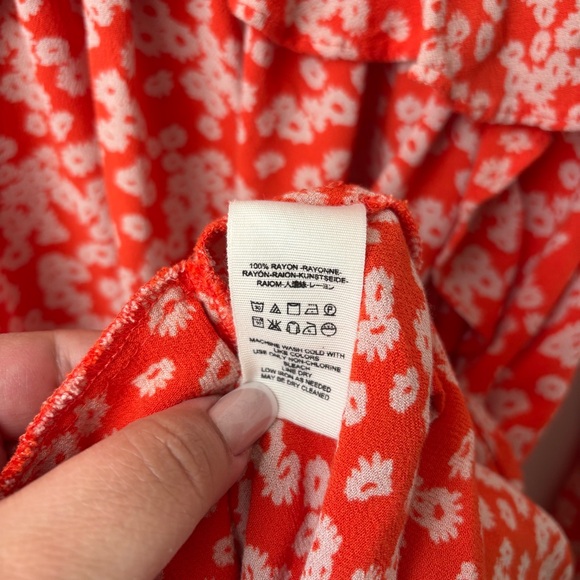 100% RAYON -RAYONNE-
RAYÓN-RAION-KUNSTSEIDE-
RAIOM-人造絲-レーヨン
MACHINE WASH COLD WITH
LIKE COLORS
USE ONLY NON-CHLORINE
BLEACH
LINE DRY
LOW IRON AS NEEDED
MAY BE DRY CLEANED